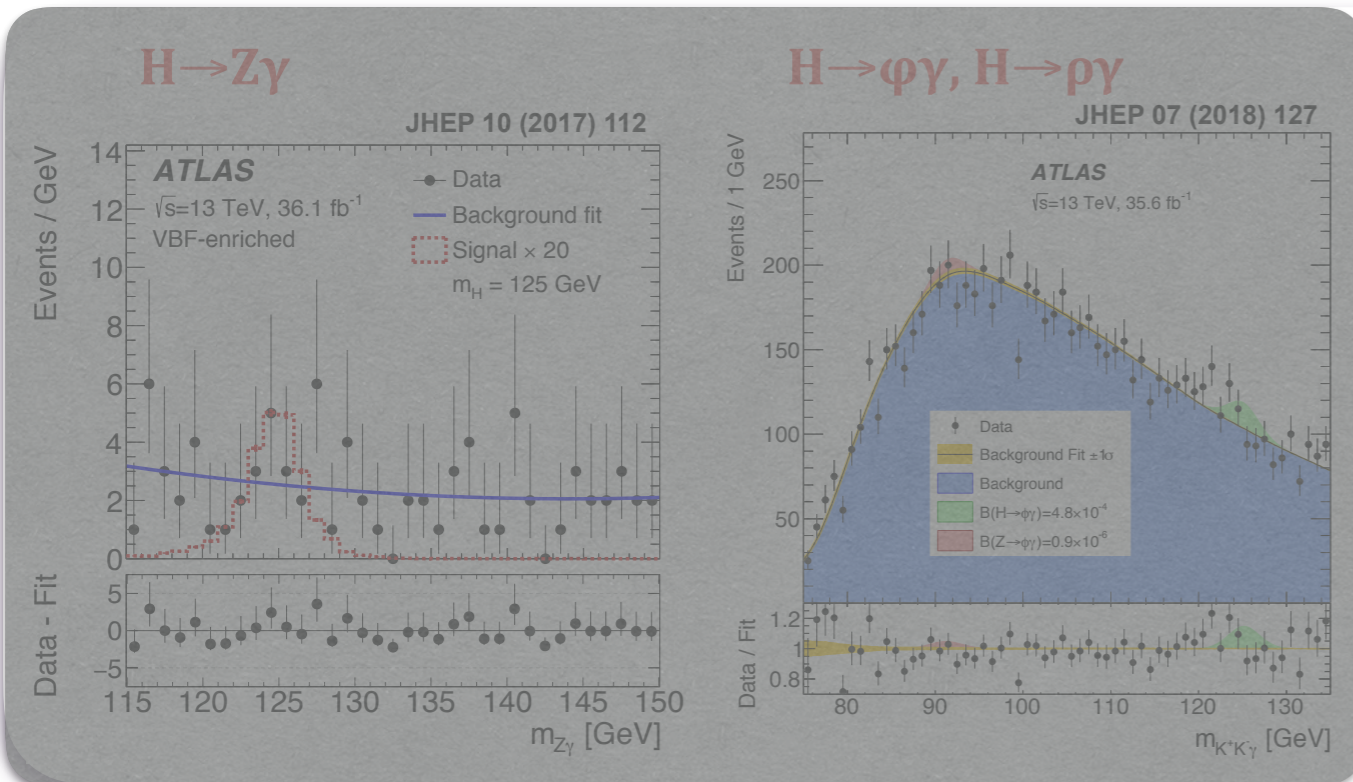 H→Zγ
JHEP 10 (2017) 112
ATLAS
√s=13 TeV, 36.1 fb⁻¹
VBF-enriched
Data
Background fit
Signal × 20
m_H = 125 GeV
Events / GeV
14
12
10
8
6
4
2
0
Data - Fit
5
0
−5
115 120 125 130 135 140 145 150
m_Zγ [GeV]
H→φγ, H→ργ
JHEP 07 (2018) 127
ATLAS
√s=13 TeV, 35.6 fb⁻¹
Events / 1 GeV
250
200
150
100
50
Data
Background Fit ±1σ
Background
B(H→φγ)=4.8×10⁻⁴
B(Z→φγ)=0.9×10⁻⁶
Data / Fit
1.2
1
0.8
80 90 100 110 120 130
m_K⁺K⁻γ [GeV]